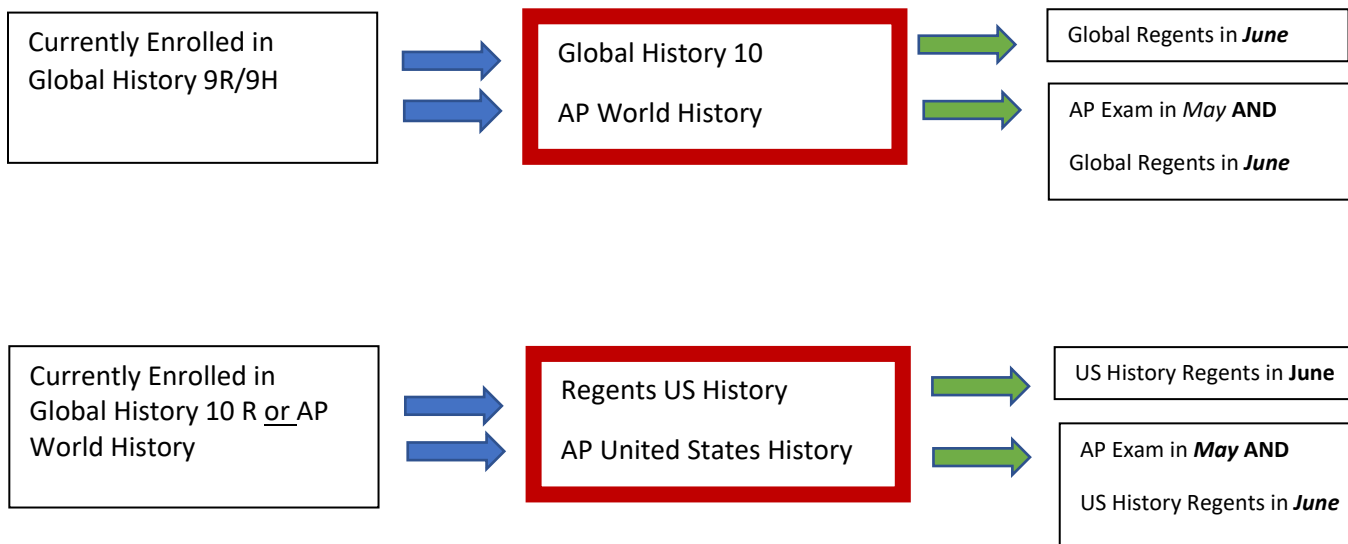 Currently Enrolled in
Global History 9R/9H
Global History 10
AP World History
Global Regents in June
AP Exam in May AND
Global Regents in June
Currently Enrolled in
Global History 10 R or AP
World History
Regents US History
AP United States History
US History Regents in June
AP Exam in May AND
US History Regents in June